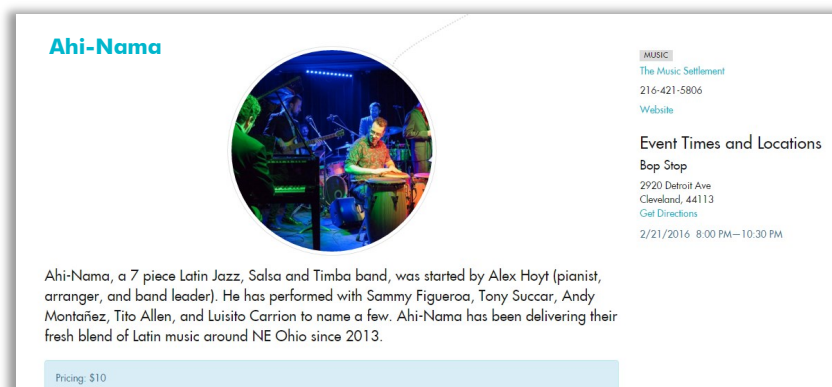 Ahi-Nama
Ahi-Nama, a 7 piece Latin Jazz, Salsa and Timba band, was started by Alex Hoyt (pianist,
arranger, and band leader). He has performed with Sammy Figueroa, Tony Succar, Andy
Montañez, Tito Allen, and Luisito Carrion to name a few. Ahi-Nama has been delivering their
fresh blend of Latin music around NE Ohio since 2013.
Pricing: $10
MUSIC
The Music Settlement
216-421-5806
Website
Event Times and Locations
Bop Stop
2920 Detroit Ave
Cleveland, 44113
Get Directions
2/21/2016 8:00 PM—10:30 PM